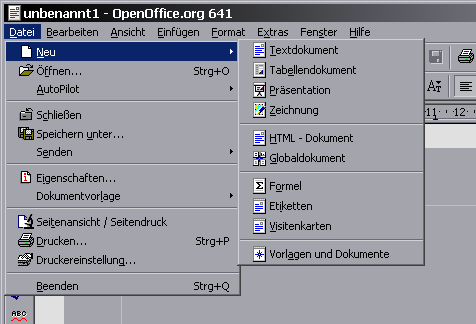 unbenannt1 - OpenOffice.org 641
Datei Bearbeiten Ansicht Einfügen Format Extras Fenster Hilfe
Neu
Öffnen... Strg+O
AutoPilot
Schließen
Speichern unter...
Senden
Eigenschaften...
Dokumentvorlage
Seitenansicht / Seitendruck
Drucken... Strg+P
Druckereinstellung...
Beenden Strg+Q
Textdokument
Tabellendokument
Präsentation
Zeichnung
HTML - Dokument
Globaldokument
Formel
Etiketten
Visitenkarten
Vorlagen und Dokumente
11 12
ABC